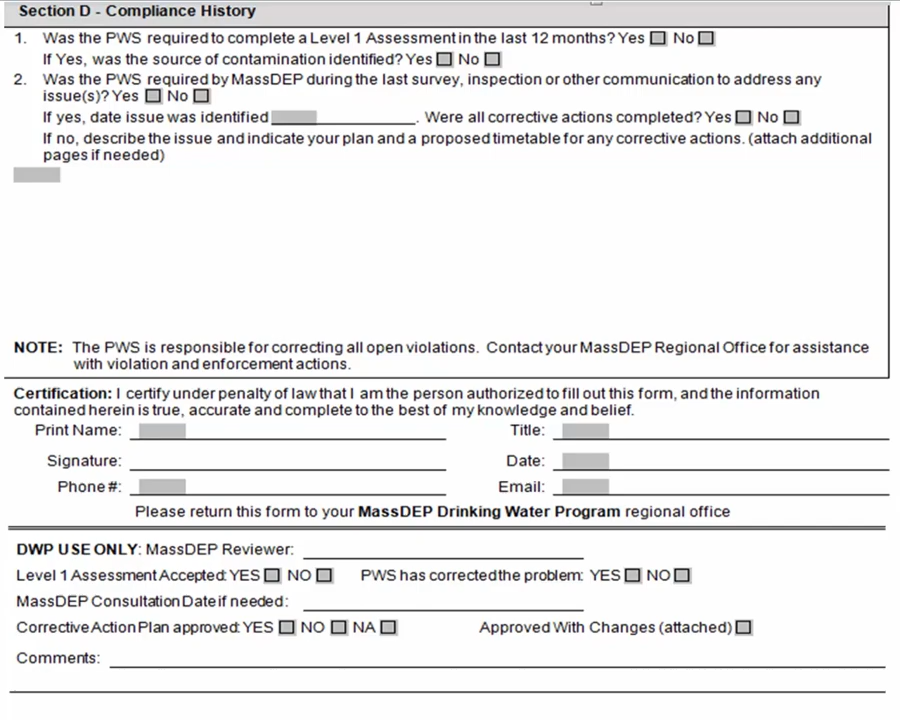 Section D - Compliance History
1. Was the PWS required to complete a Level 1 Assessment in the last 12 months? Yes No
If Yes, was the source of contamination identified? Yes No
2. Was the PWS required by MassDEP during the last survey, inspection or other communication to address any
issue(s)? Yes No
If yes, date issue was identified . Were all corrective actions completed? Yes No
If no, describe the issue and indicate your plan and a proposed timetable for any corrective actions. (attach additional
pages if needed)
NOTE: The PWS is responsible for correcting all open violations. Contact your MassDEP Regional Office for assistance
with violation and enforcement actions.
Certification: I certify under penalty of law that I am the person authorized to fill out this form, and the information
contained herein is true, accurate and complete to the best of my knowledge and belief.
Print Name: Title:
Signature: Date:
Phone #: Email:
Please return this form to your MassDEP Drinking Water Program regional office
DWP USE ONLY: MassDEP Reviewer:
Level 1 Assessment Accepted: YES NO PWS has corrected the problem: YES NO
MassDEP Consultation Date if needed:
Corrective Action Plan approved: YES NO NA Approved With Changes (attached)
Comments: